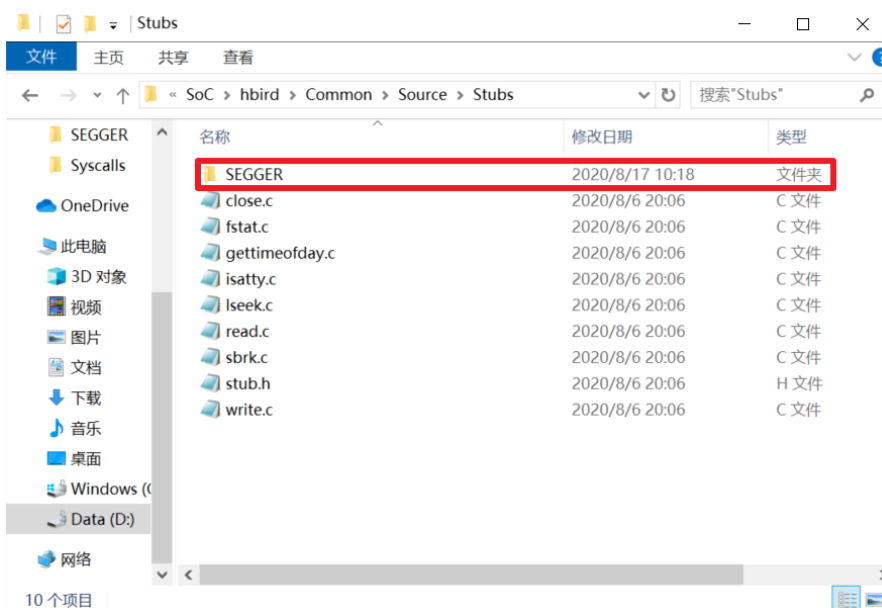 Stubs
文件 主页 共享 查看
« SoC > hbird > Common > Source > Stubs 搜索"Stubs"
SEGGER
Syscalls
OneDrive
此电脑
3D 对象
视频
图片
文档
下载
音乐
桌面
Windows (
Data (D:)
网络
名称 修改日期 类型
SEGGER 2020/8/17 10:18 文件夹
close.c 2020/8/6 20:06 C 文件
fstat.c 2020/8/6 20:06 C 文件
gettimeofday.c 2020/8/6 20:06 C 文件
isatty.c 2020/8/6 20:06 C 文件
lseek.c 2020/8/6 20:06 C 文件
read.c 2020/8/6 20:06 C 文件
sbrk.c 2020/8/6 20:06 C 文件
stub.h 2020/8/6 20:06 H 文件
write.c 2020/8/6 20:06 C 文件
10 个项目